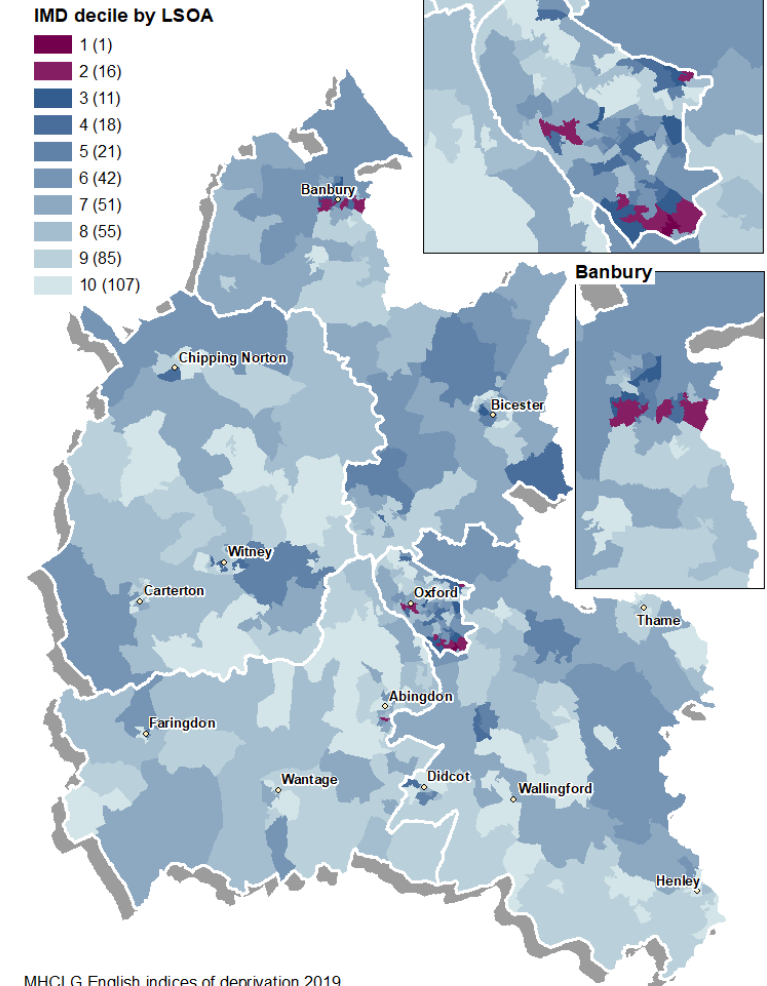 IMD decile by LSOA
1 (1)
2 (16)
3 (11)
4 (18)
5 (21)
6 (42)
7 (51)
8 (55)
9 (85)
10 (107)
Banbury
Banbury
Chipping Norton
Bicester
Witney
Carterton
Oxford
Thame
Abingdon
Faringdon
Wantage
Didcot
Wallingford
Henley
MHCLG English indices of deprivation 2019